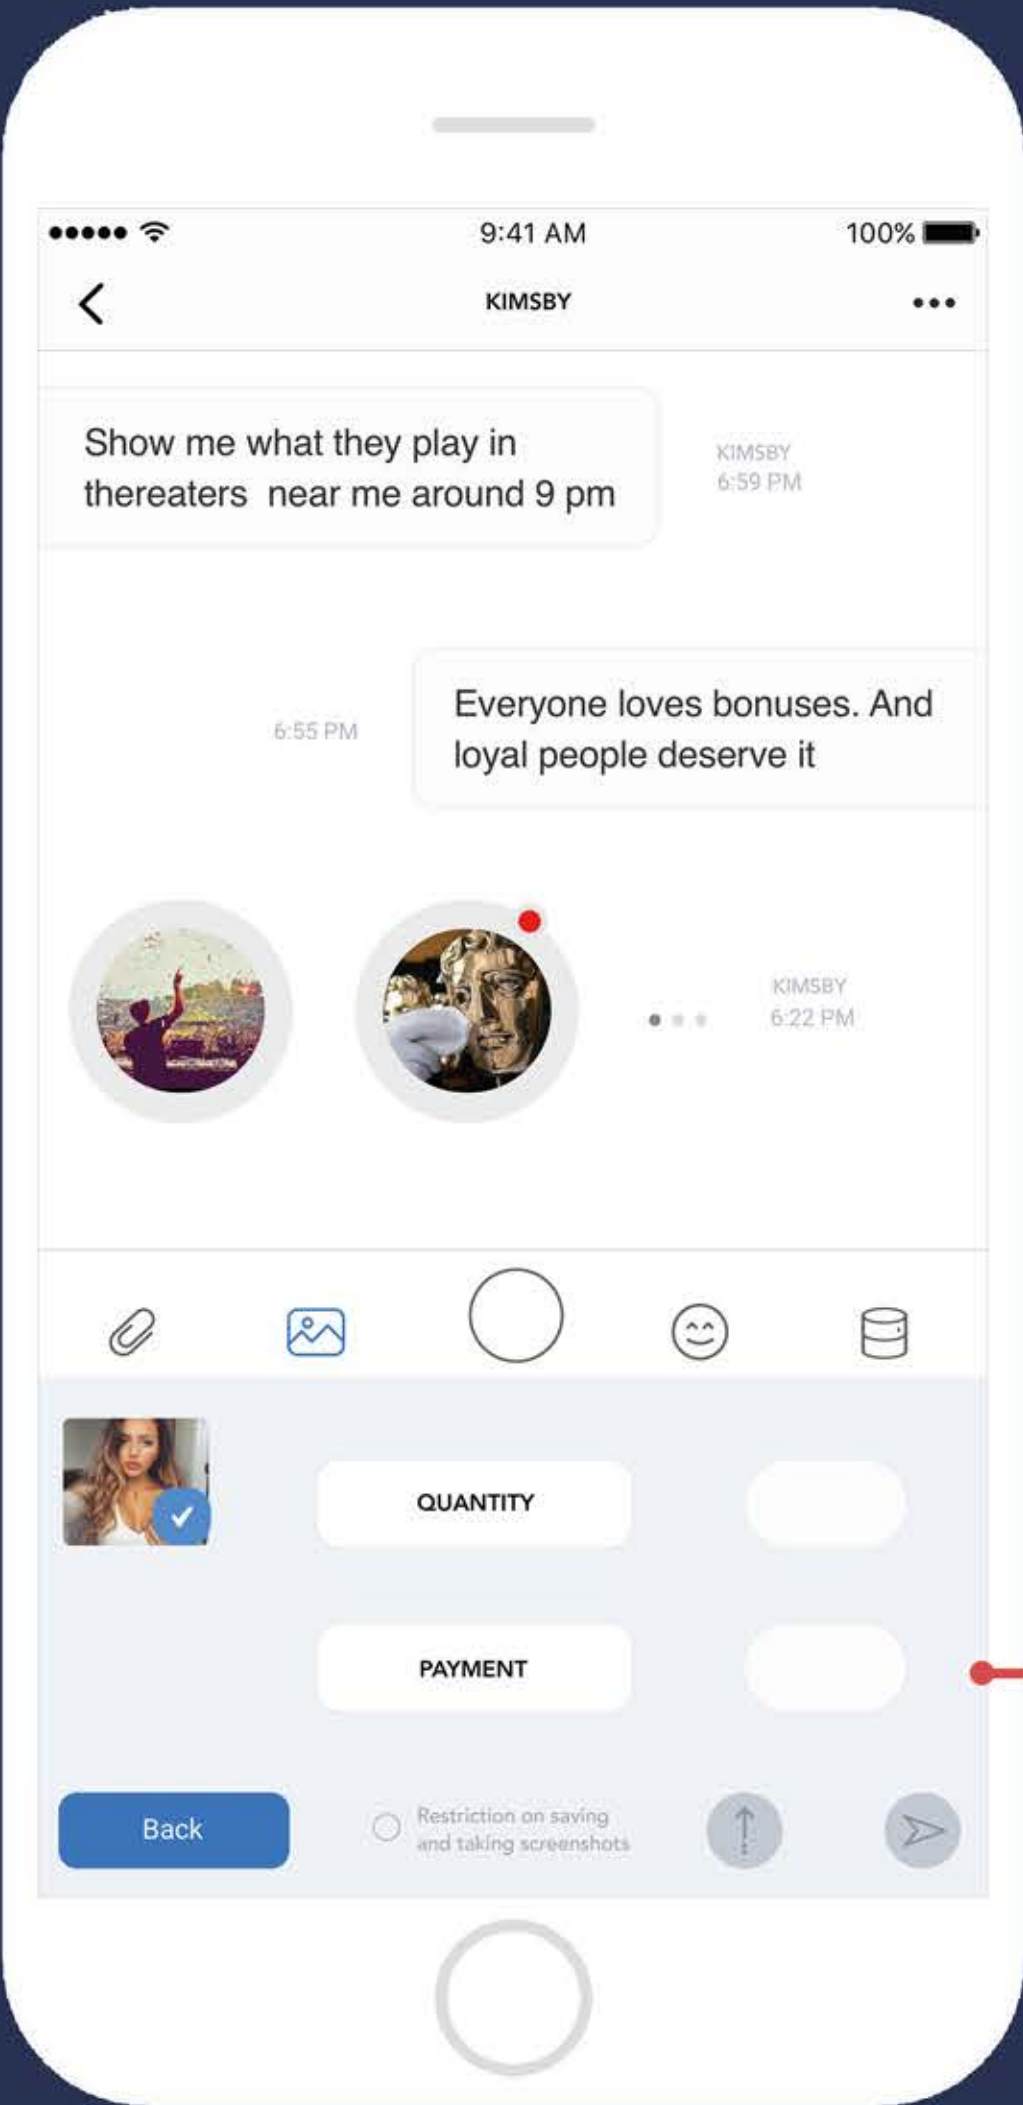 9:41 AM
100%
KIMSBY
Show me what they play in
thereaters  near me around 9 pm
KIMSBY
6:59 PM
6:55 PM
Everyone loves bonuses. And
loyal people deserve it
KIMSBY
6:22 PM
QUANTITY
PAYMENT
Back
Restriction on saving
and taking screenshots